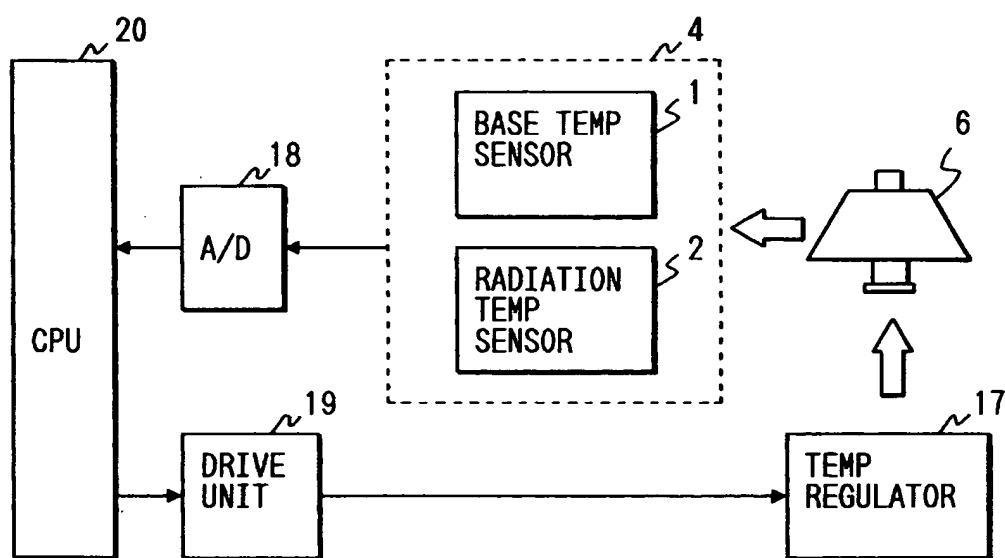 20
4
1
BASE TEMP
SENSOR
6
18
A/D
2
RADIATION
TEMP
SENSOR
CPU
19
DRIVE
UNIT
17
TEMP
REGULATOR